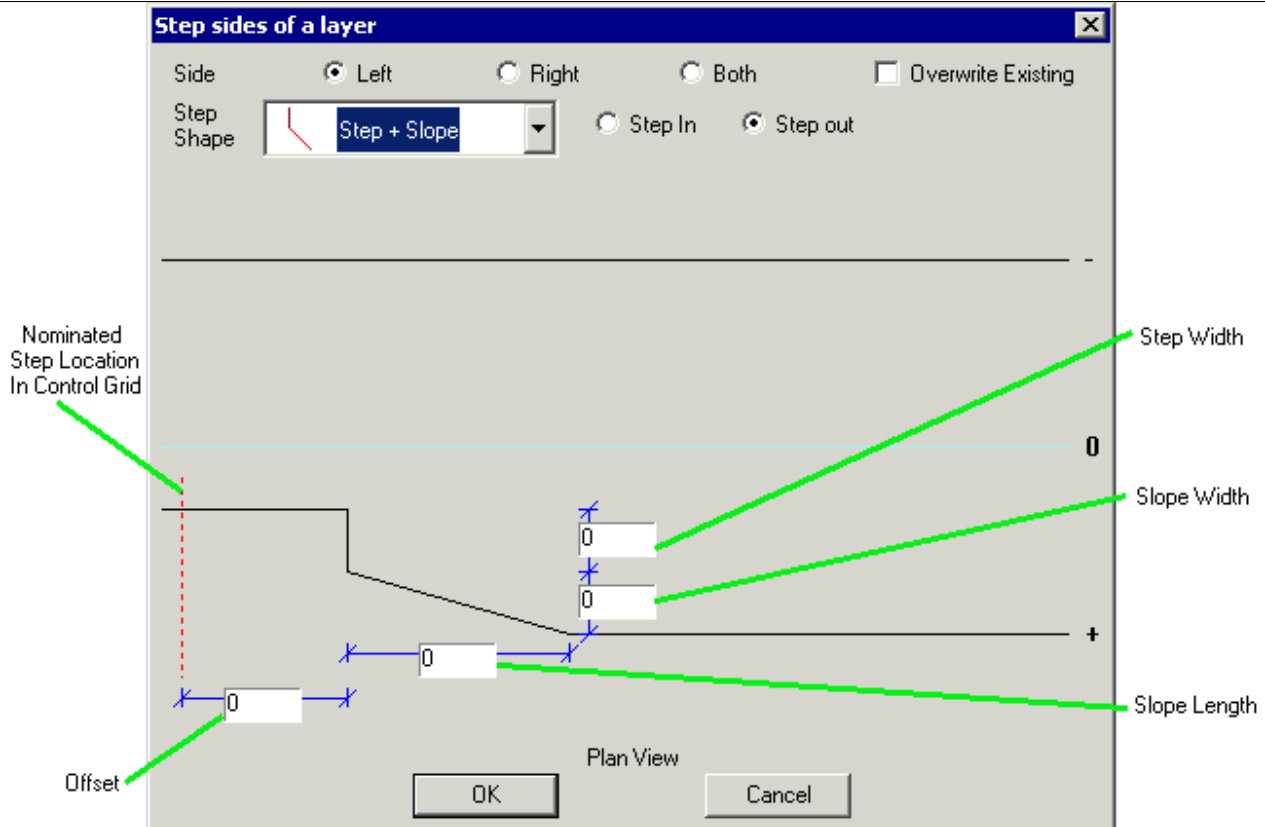 Step sides of a layer
Side Left Right Both Overwrite Existing
Step
Shape
Step + Slope
Step In Step out
-
Nominated
Step Location
In Control Grid
Step Width
0
Slope Width
0
0
+
0
Slope Length
0
Offset
Plan View
OK Cancel